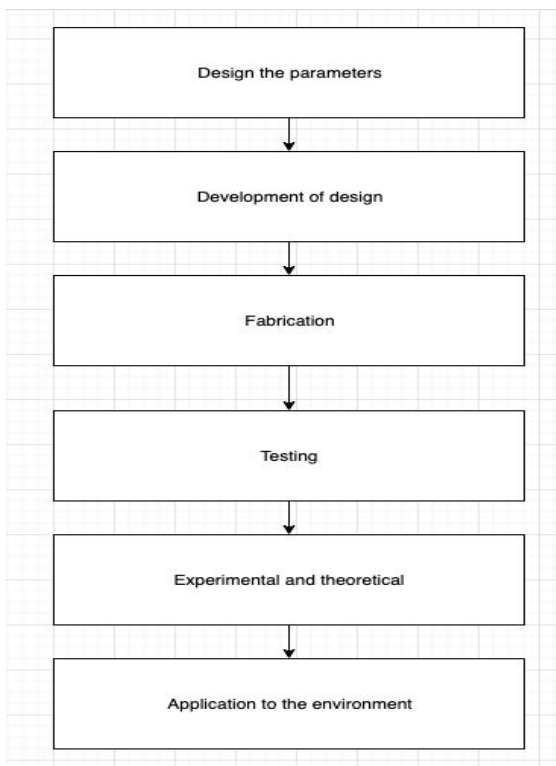 Design the parameters
Development of design
Fabrication
Testing
Experimental and theoretical
Application to the environment